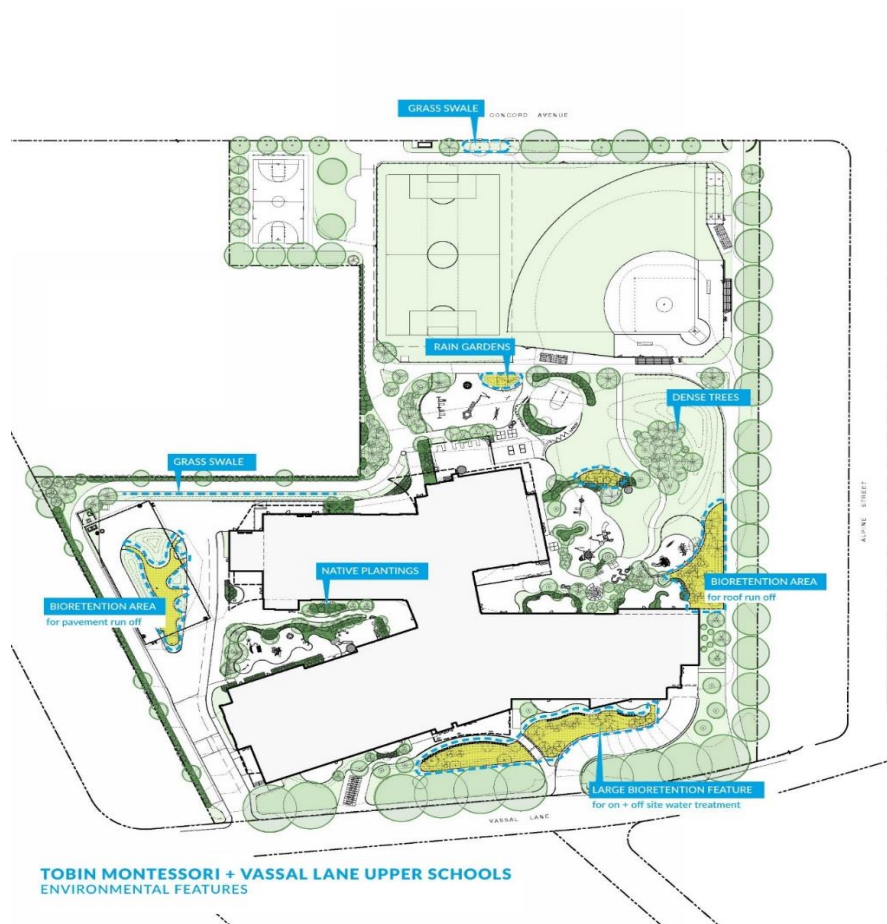 GRASS SWALE
CONCORD AVENUE
RAIN GARDENS
DENSE TREES
GRASS SWALE
ALPINE STREET
NATIVE PLANTINGS
BIORETENTION AREA
for roof run off
BIORETENTION AREA
for pavement run off
LARGE BIORETENTION FEATURE
for on + off site water treatment
VASSAL LANE
TOBIN MONTESSORI + VASSAL LANE UPPER SCHOOLS
ENVIRONMENTAL FEATURES